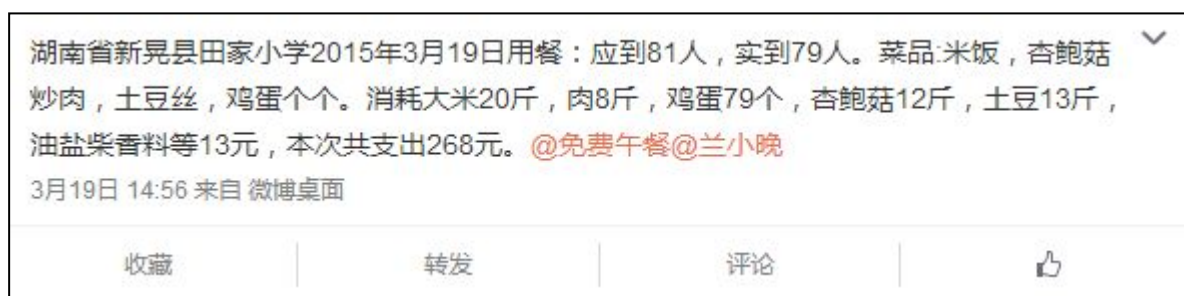 湖南省新晃县田家小学2015年3月19日用餐：应到81人，实到79人。菜品:米饭，杏鲍菇
炒肉，土豆丝，鸡蛋个个。消耗大米20斤，肉8斤，鸡蛋79个，杏鲍菇12斤，土豆13斤，
油盐柴香料等13元，本次共支出268元。@免费午餐@兰小晚
3月19日 14:56 来自 微博桌面
收藏 转发 评论